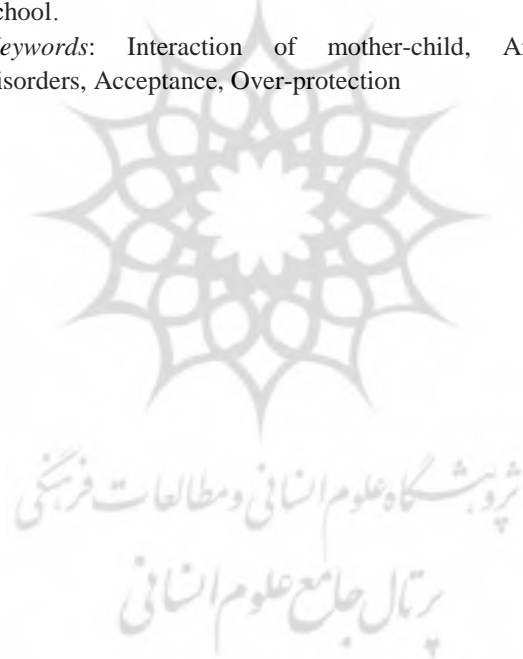 chool.
eywords: Interaction of mother-child, A
isorders, Acceptance, Over-protection
پژوهشگاه علوم انسانی و مطالعات فرهنگی
پرتال جامع علوم انسانی